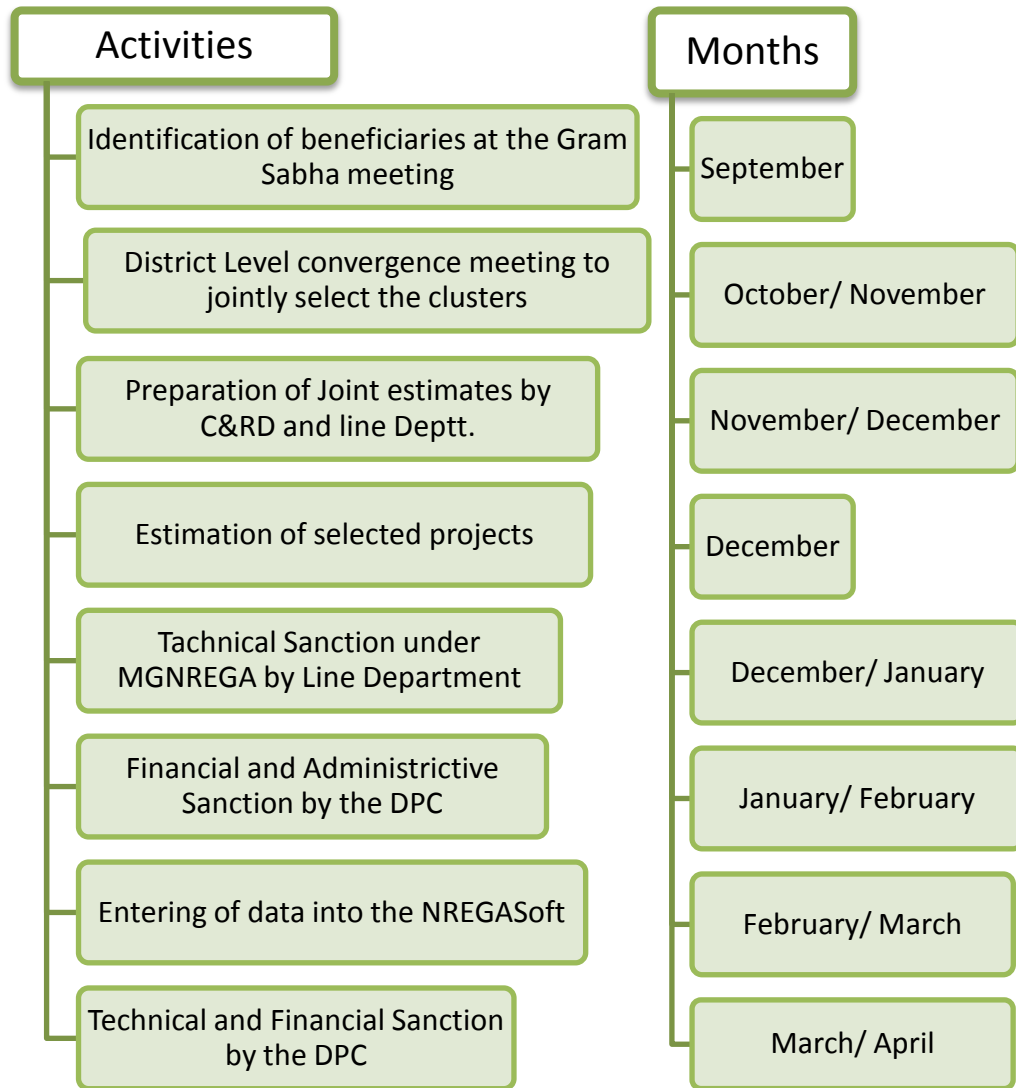 Activities
Identification of beneficiaries at the Gram
Sabha meeting
District Level convergence meeting to
jointly select the clusters
Preparation of Joint estimates by
C&RD and line Deptt.
Estimation of selected projects
Tachnical Sanction under
MGNREGA by Line Department
Financial and Administrictive
Sanction by the DPC
Entering of data into the NREGASoft
Technical and Financial Sanction
by the DPC
Months
September
October/ November
November/ December
December
December/ January
January/ February
February/ March
March/ April